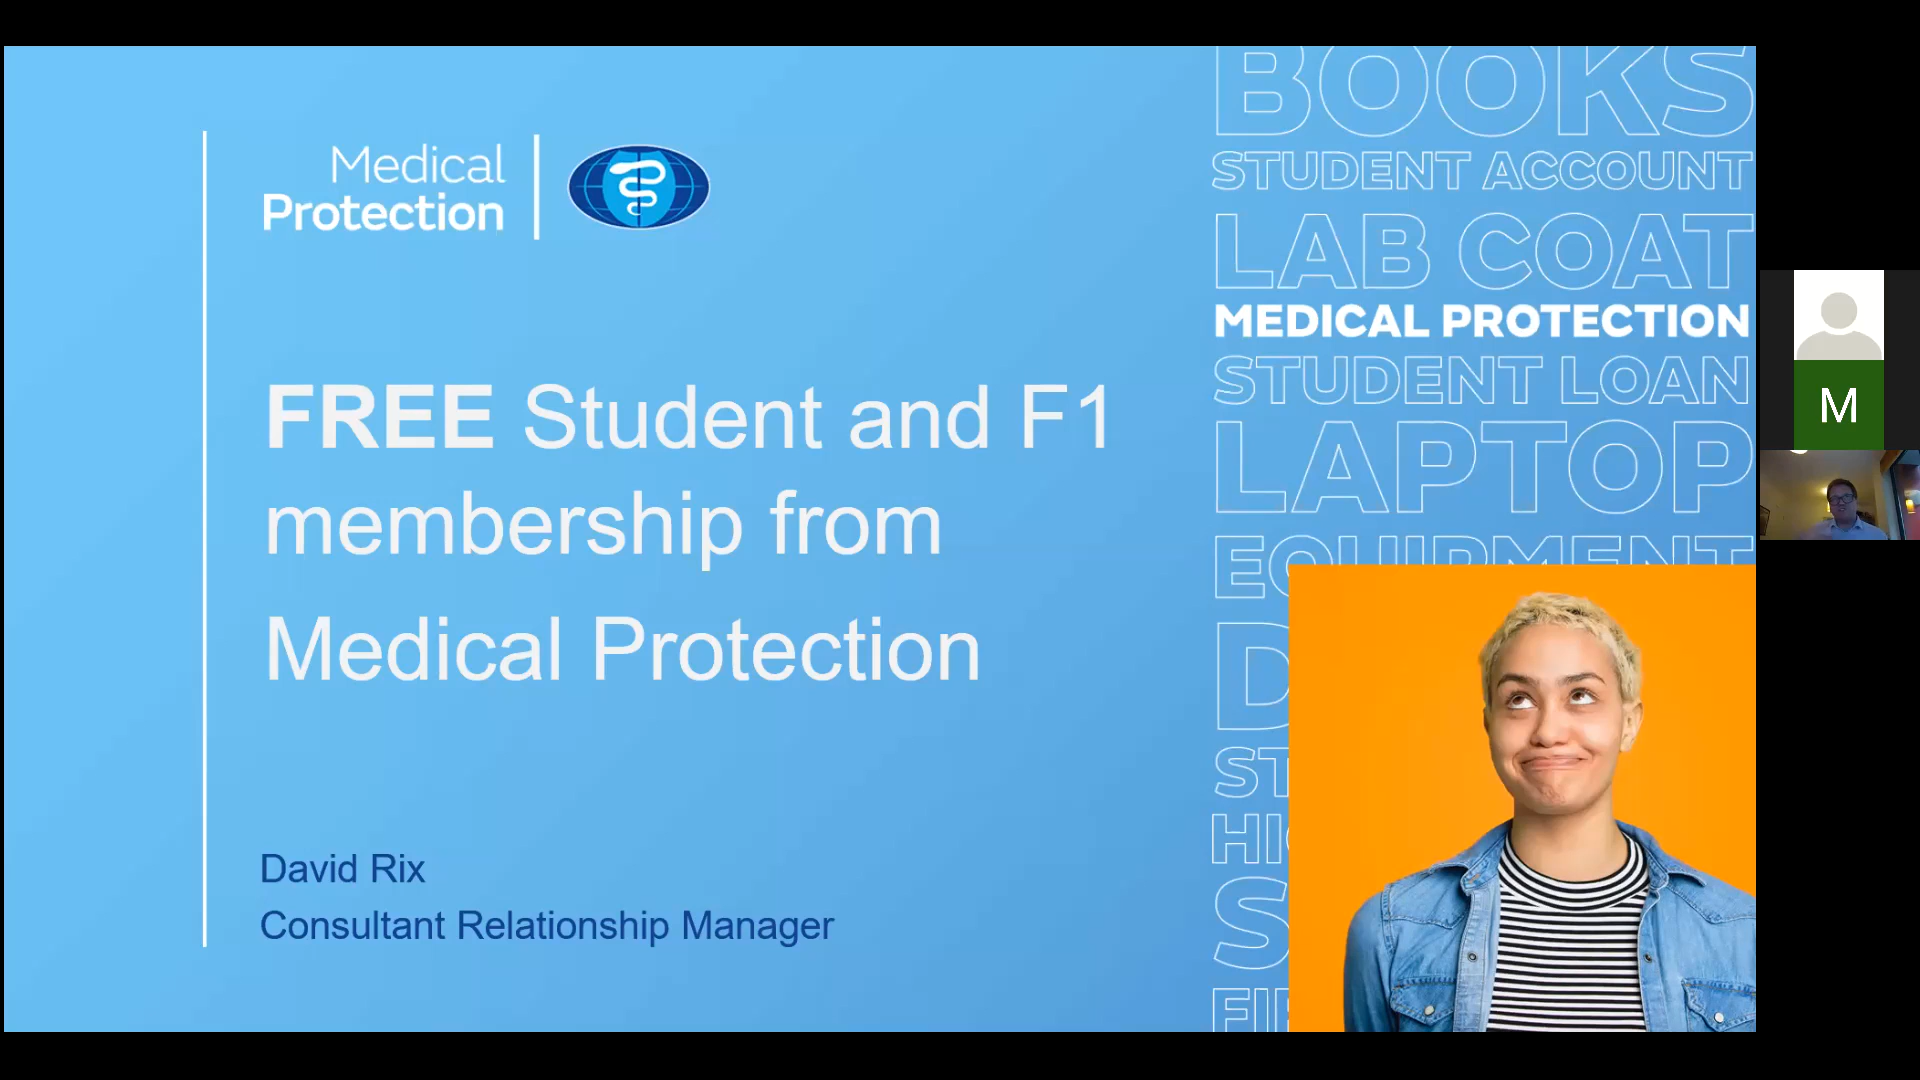 Medical
Protection
FREE Student and F1
membership from
Medical Protection
David Rix
Consultant Relationship Manager
BOOKS
STUDENT ACCOUNT
LAB COAT
MEDICAL PROTECTION
STUDENT LOAN
LAPTOP
EQUIPMENT
M